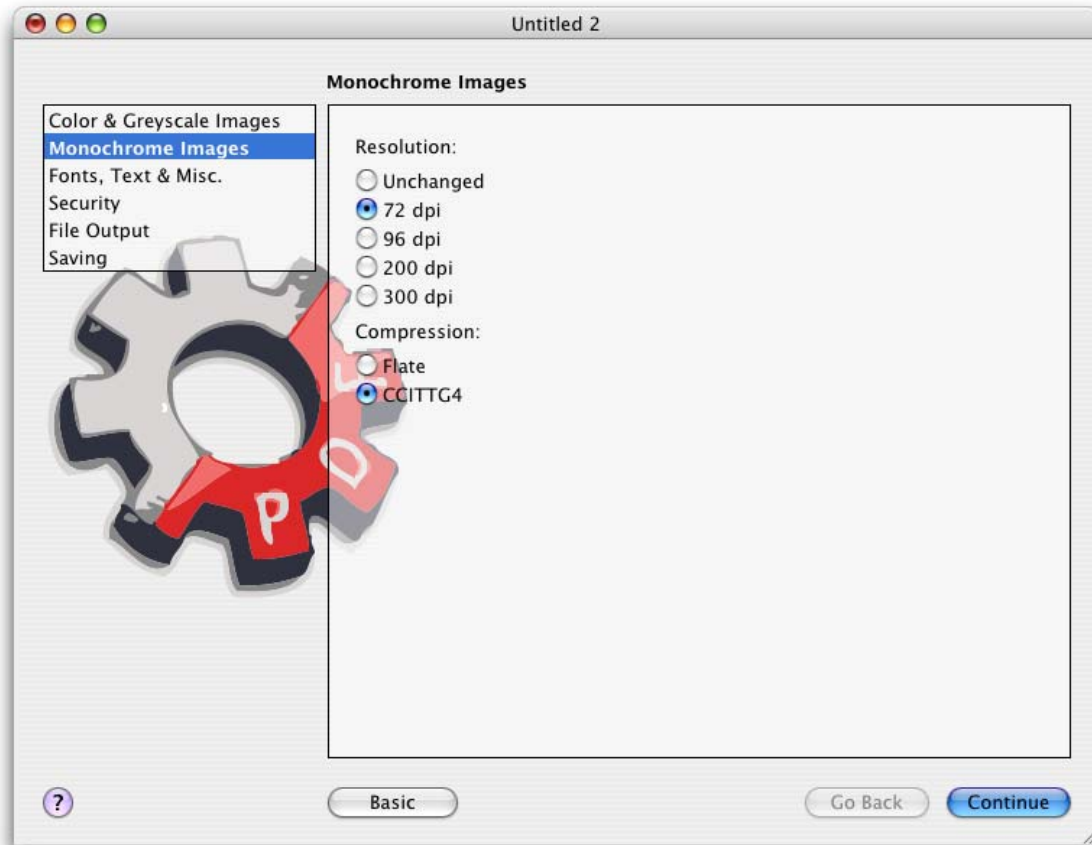 Untitled 2
Monochrome Images
Color & Greyscale Images
Monochrome Images
Fonts, Text & Misc.
Security
File Output
Saving
Resolution:
Unchanged
72 dpi
96 dpi
200 dpi
300 dpi
Compression:
Flate
CCITTG4
P D F
?
Basic
Go Back
Continue